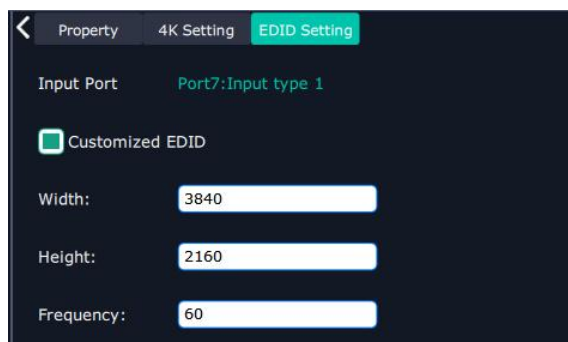 Property 4K Setting EDID Setting
Input Port Port7:Input type 1
Customized EDID
Width: 3840
Height: 2160
Frequency: 60